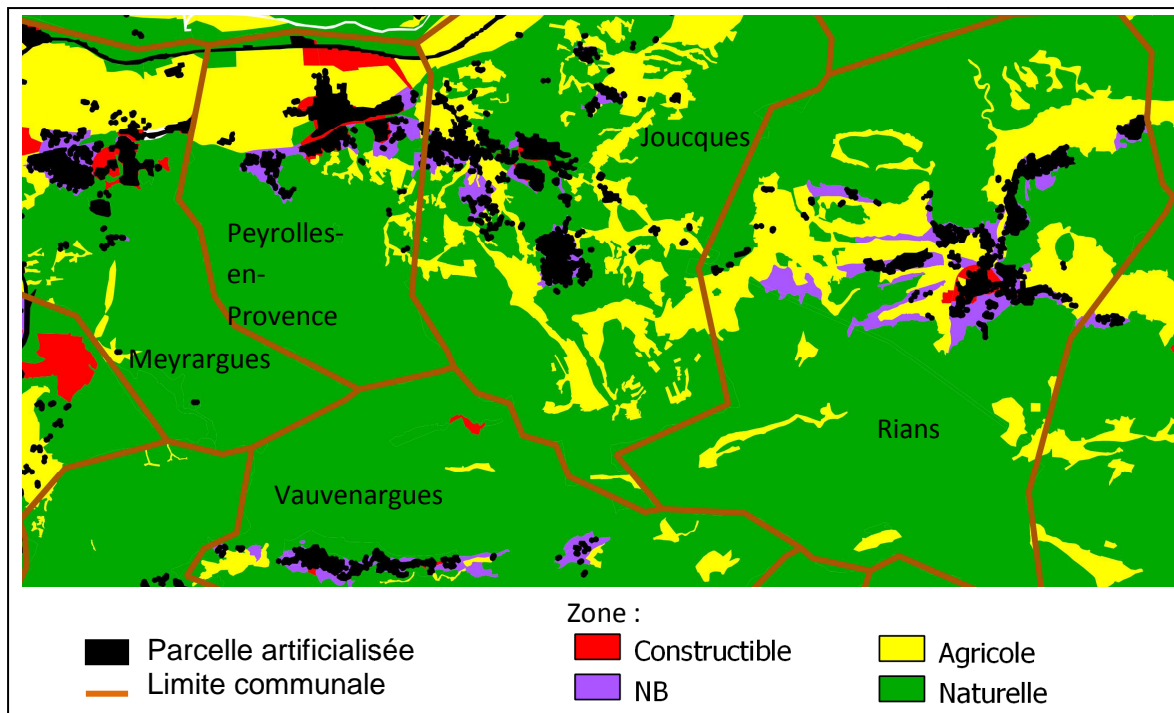 Joucques
Peyrolles-
en-
Provence
Meyrargues
Rians
Vauvenargues
Zone :
Parcelle artificialisée
Constructible
Agricole
Limite communale
NB
Naturelle